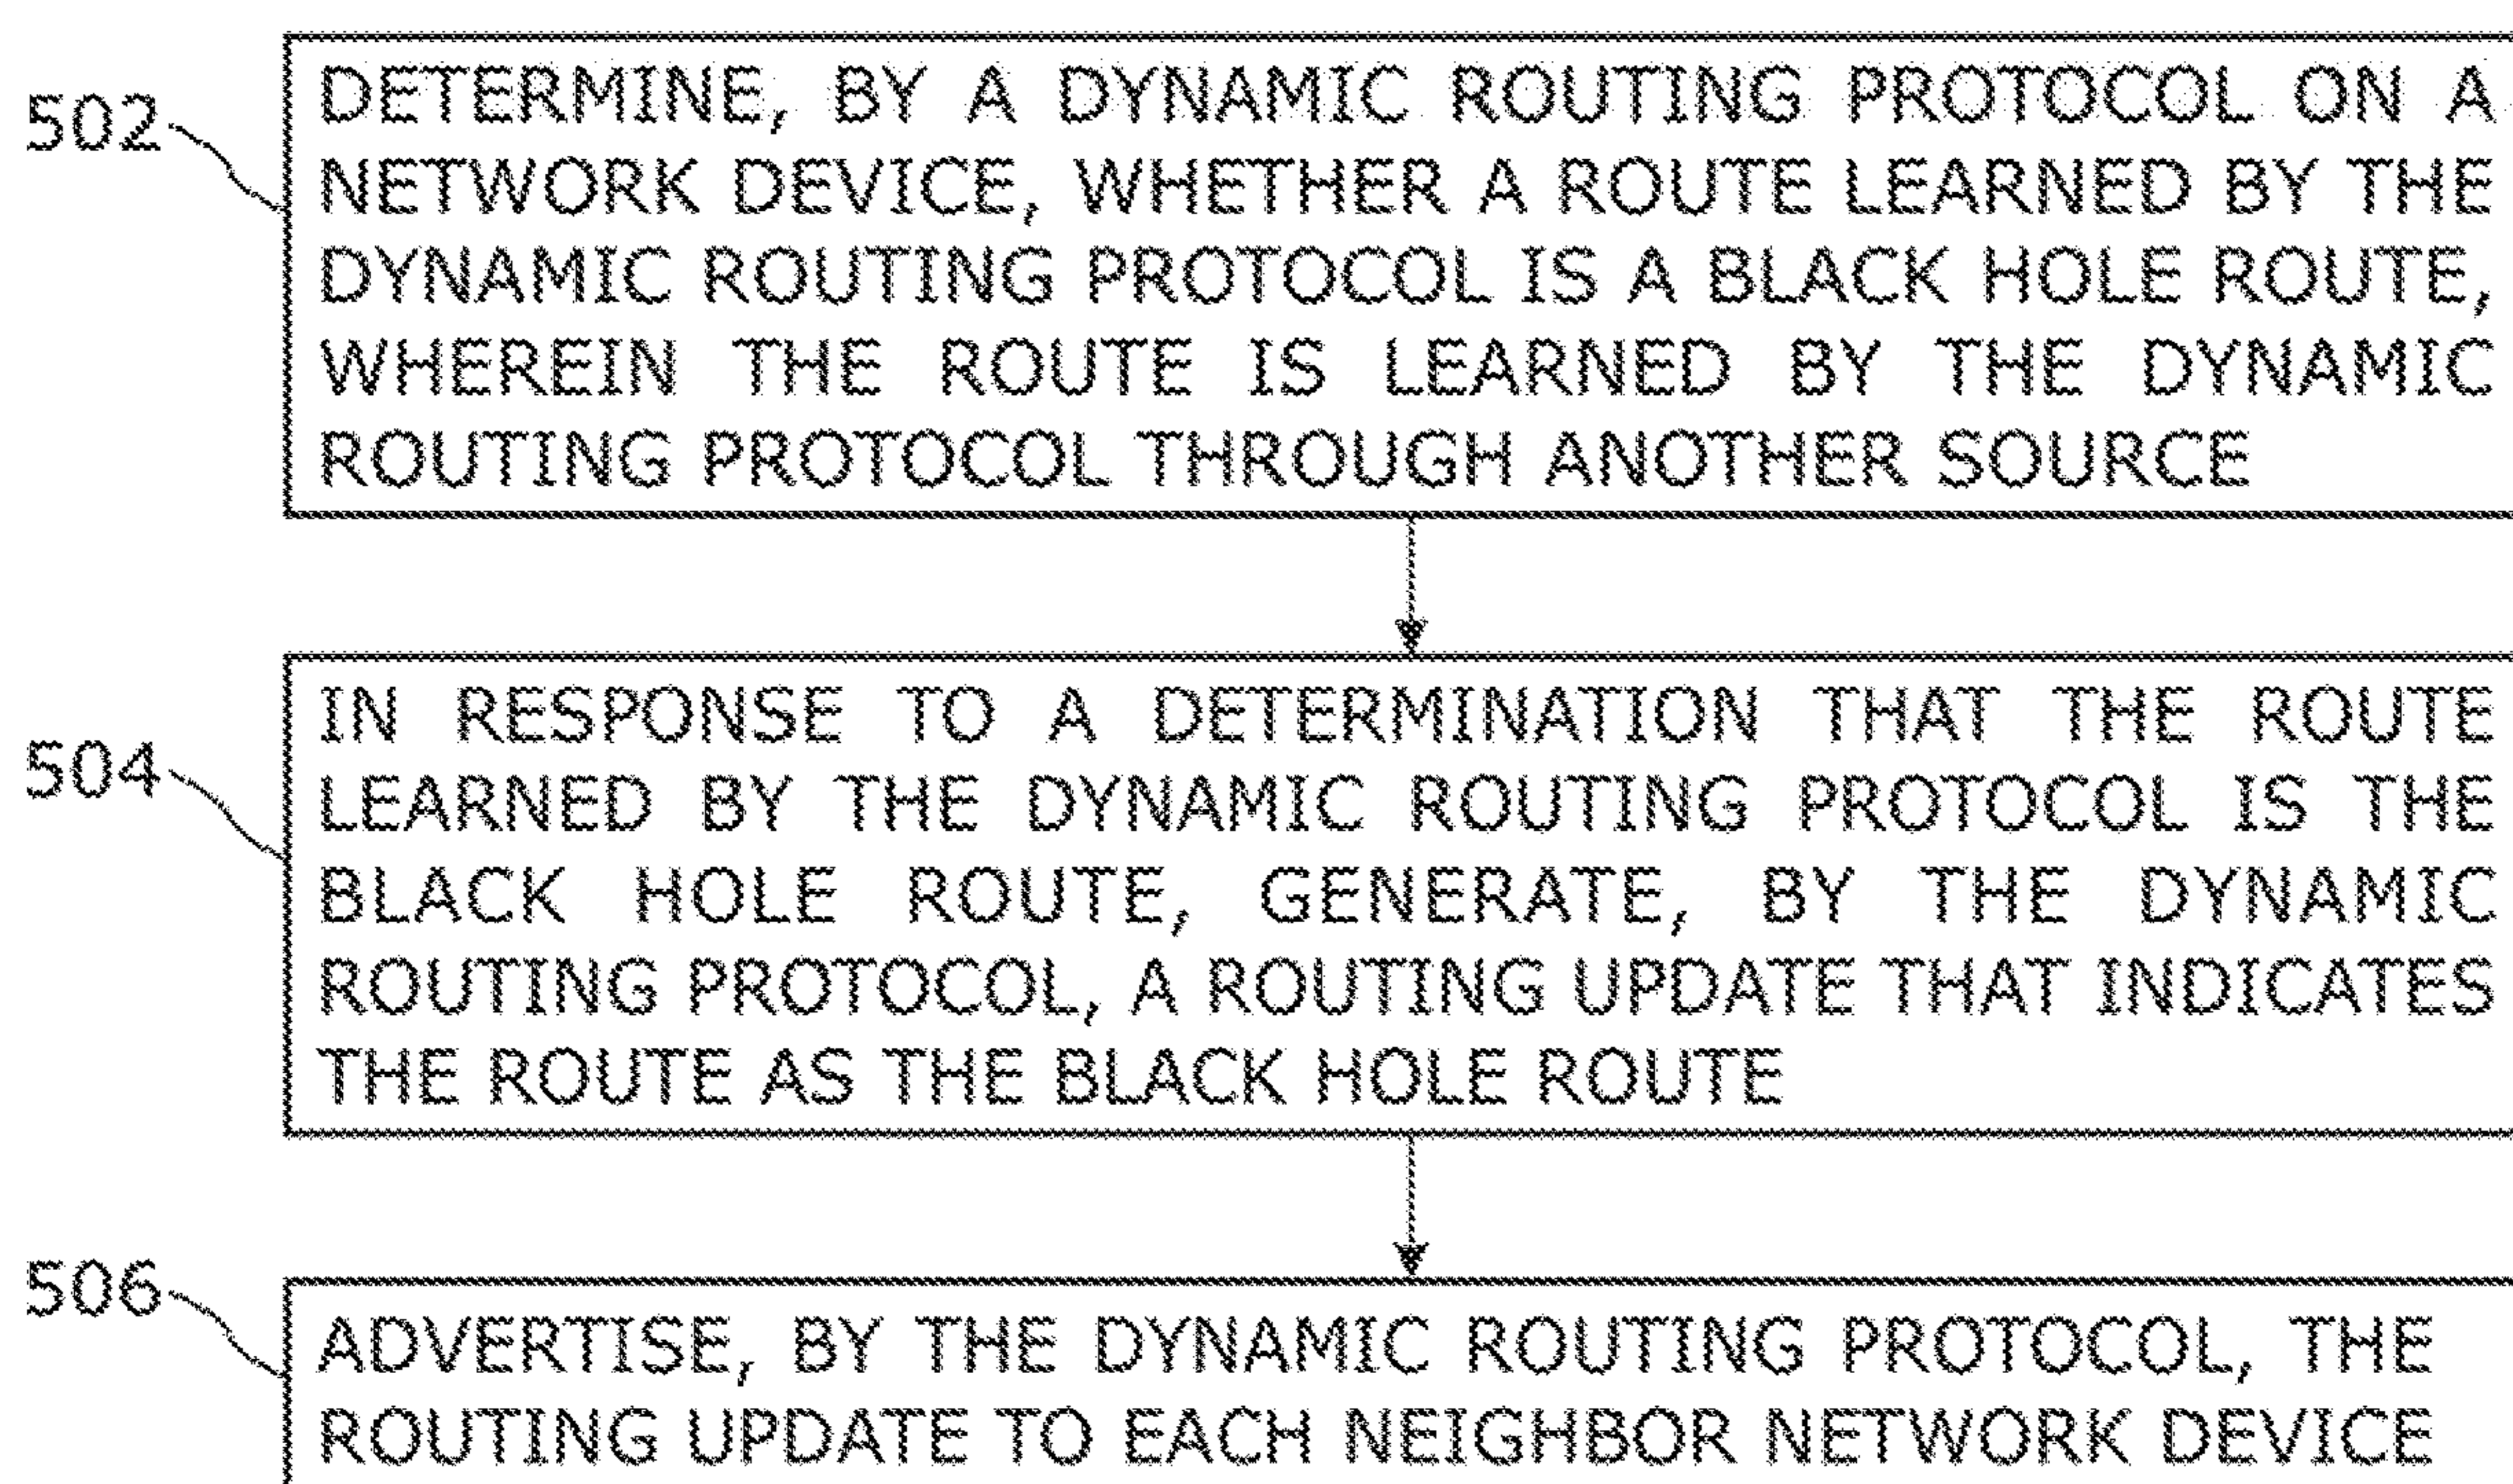 502
DETERMINE, BY A DYNAMIC ROUTING PROTOCOL ON A
NETWORK DEVICE, WHETHER A ROUTE LEARNED BY THE
DYNAMIC ROUTING PROTOCOL IS A BLACK HOLE ROUTE,
WHEREIN THE ROUTE IS LEARNED BY THE DYNAMIC
ROUTING PROTOCOL THROUGH ANOTHER SOURCE
504
IN RESPONSE TO A DETERMINATION THAT THE ROUTE
LEARNED BY THE DYNAMIC ROUTING PROTOCOL IS THE
BLACK HOLE ROUTE, GENERATE, BY THE DYNAMIC
ROUTING PROTOCOL, A ROUTING UPDATE THAT INDICATES
THE ROUTE AS THE BLACK HOLE ROUTE
506
ADVERTISE, BY THE DYNAMIC ROUTING PROTOCOL, THE
ROUTING UPDATE TO EACH NEIGHBOR NETWORK DEVICE